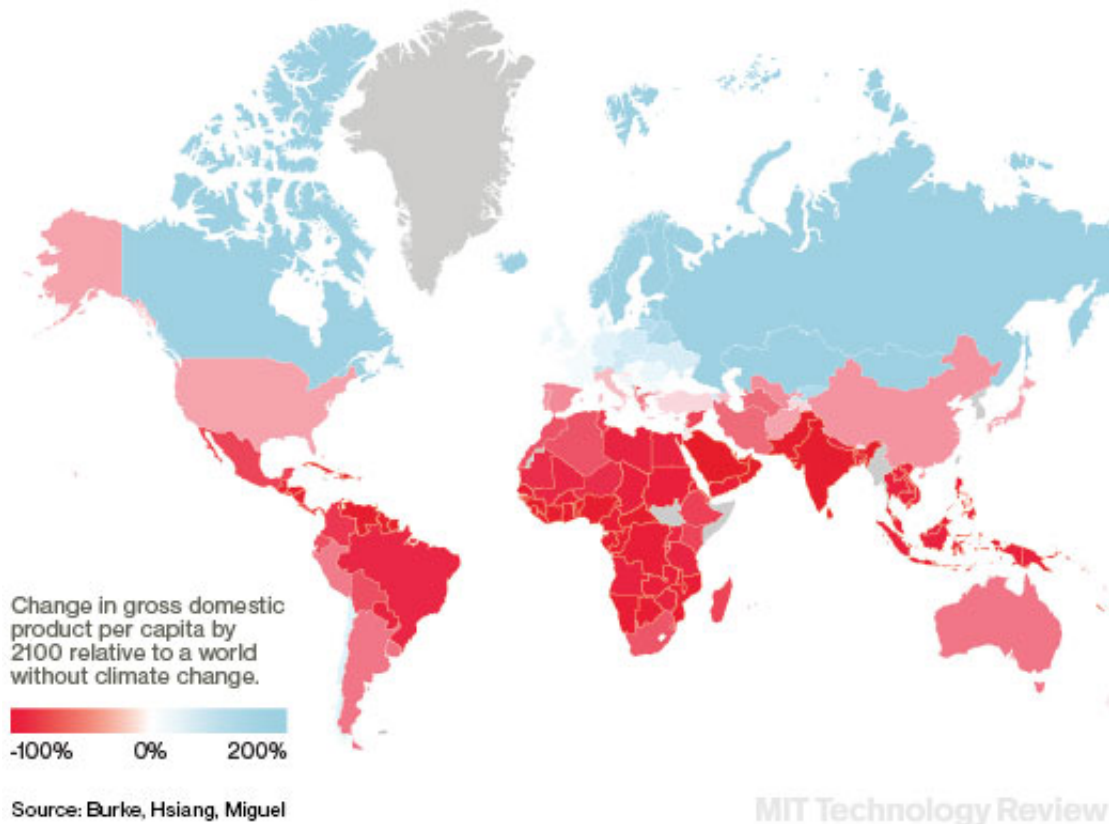 Change in gross domestic
product per capita by
2100 relative to a world
without climate change.
-100% 0% 200%
Source: Burke, Hsiang, Miguel
MIT Technology Review